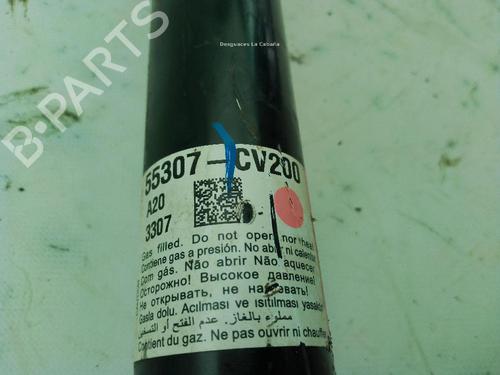 Desguaces La Cabaña
B-PARTS
55307-CV200
A20
3307
Gas filled. Do not open nor heat
Contiene gas a presión. No abrir ni calentar
Com gás. Não abrir Não aquecer
Осторожно! Высокое давление!
Не открывать, не нагревать!
Gasla dolu. Acılması ve ısıtılması yasaktır
مملوء بالغاز. عدم الفتح أو التسخين
Contient du gaz. Ne pas ouvrir ni chauffer